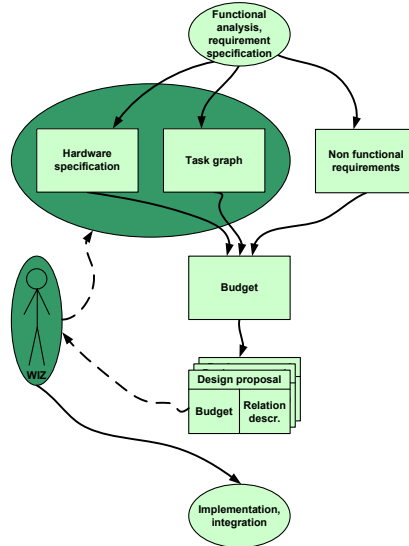 Functional
analysis,
requirement
specification
Hardware
specification
Task graph
Non functional
requirements
Budget
WIZ
Design proposal
Budget
Relation
descr.
Implementation,
integration